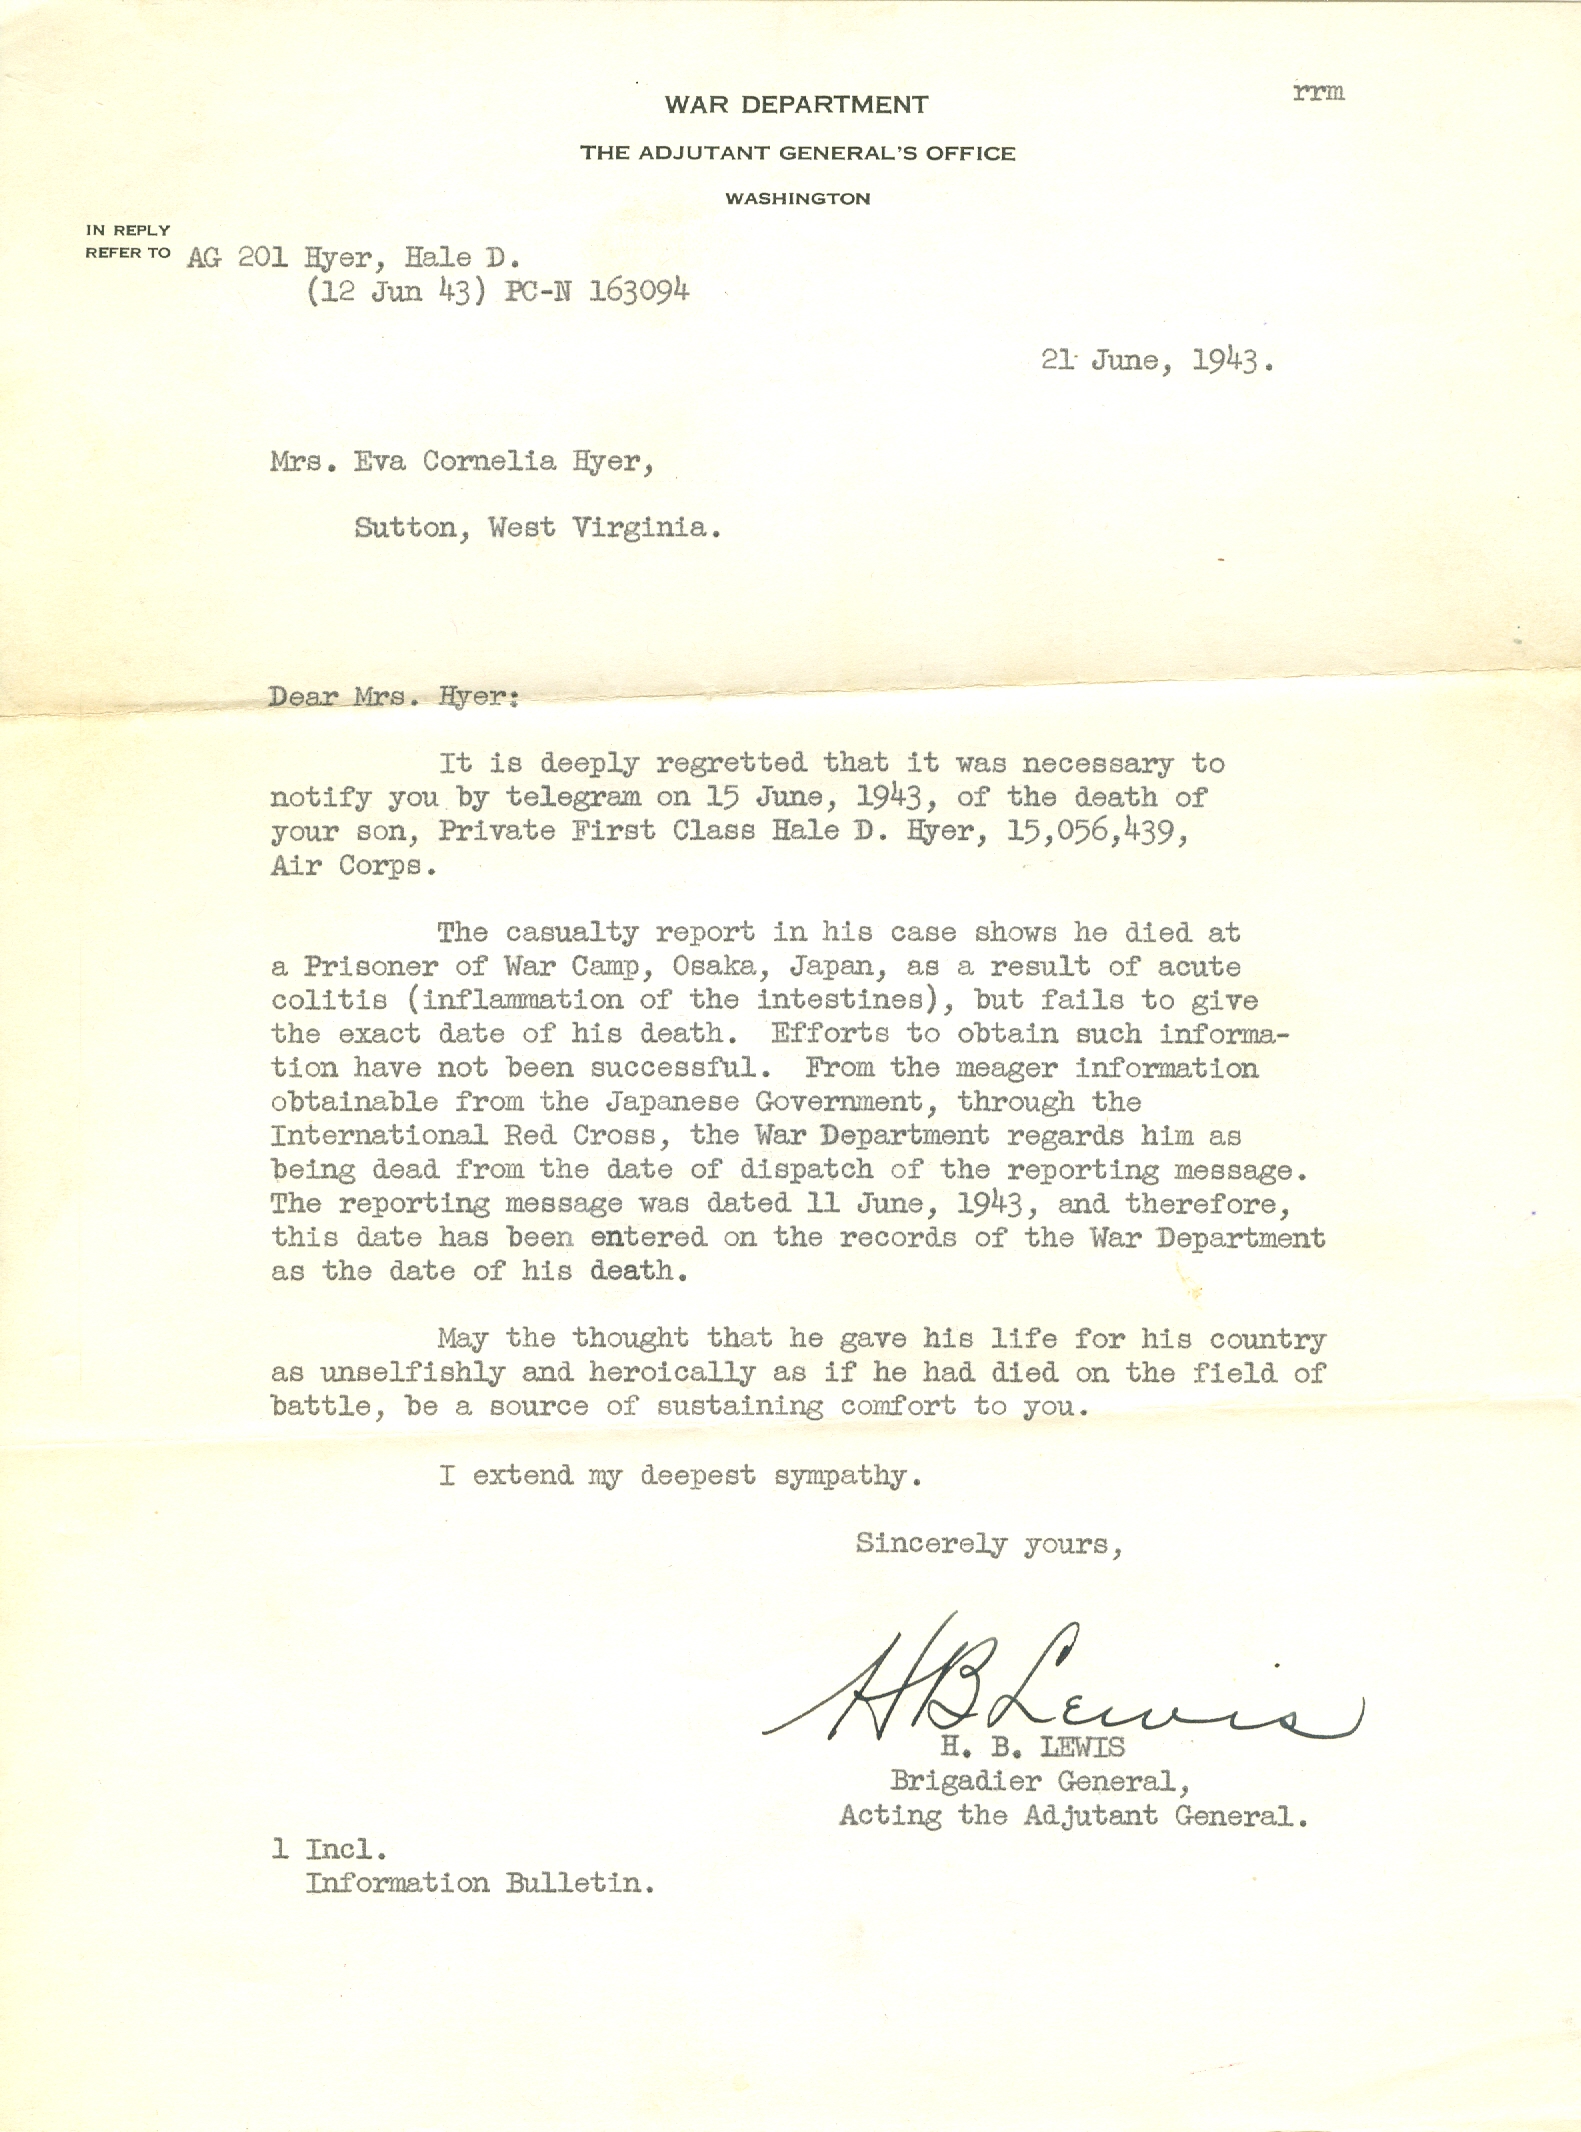 rrm
WAR DEPARTMENT
THE ADJUTANT GENERAL'S OFFICE
WASHINGTON
IN REPLY
REFER TO AG 201 Hyer, Hale D.
(12 Jun 43) PC-N 163094
21 June, 1943.
Mrs. Eva Cornelia Hyer,
Sutton, West Virginia.
Dear Mrs. Hyer:
It is deeply regretted that it was necessary to
notify you by telegram on 15 June, 1943, of the death of
your son, Private First Class Hale D. Hyer, 15,056,439,
Air Corps.
The casualty report in his case shows he died at
a Prisoner of War Camp, Osaka, Japan, as a result of acute
colitis (inflammation of the intestines), but fails to give
the exact date of his death. Efforts to obtain such informa-
tion have not been successful. From the meager information
obtainable from the Japanese Government, through the
International Red Cross, the War Department regards him as
being dead from the date of dispatch of the reporting message.
The reporting message was dated 11 June, 1943, and therefore,
this date has been entered on the records of the War Department
as the date of his death.
May the thought that he gave his life for his country
as unselfishly and heroically as if he had died on the field of
battle, be a source of sustaining comfort to you.
I extend my deepest sympathy.
Sincerely yours,
H B Lewis
H. B. LEWIS
Brigadier General,
Acting the Adjutant General.
1 Incl.
Information Bulletin.